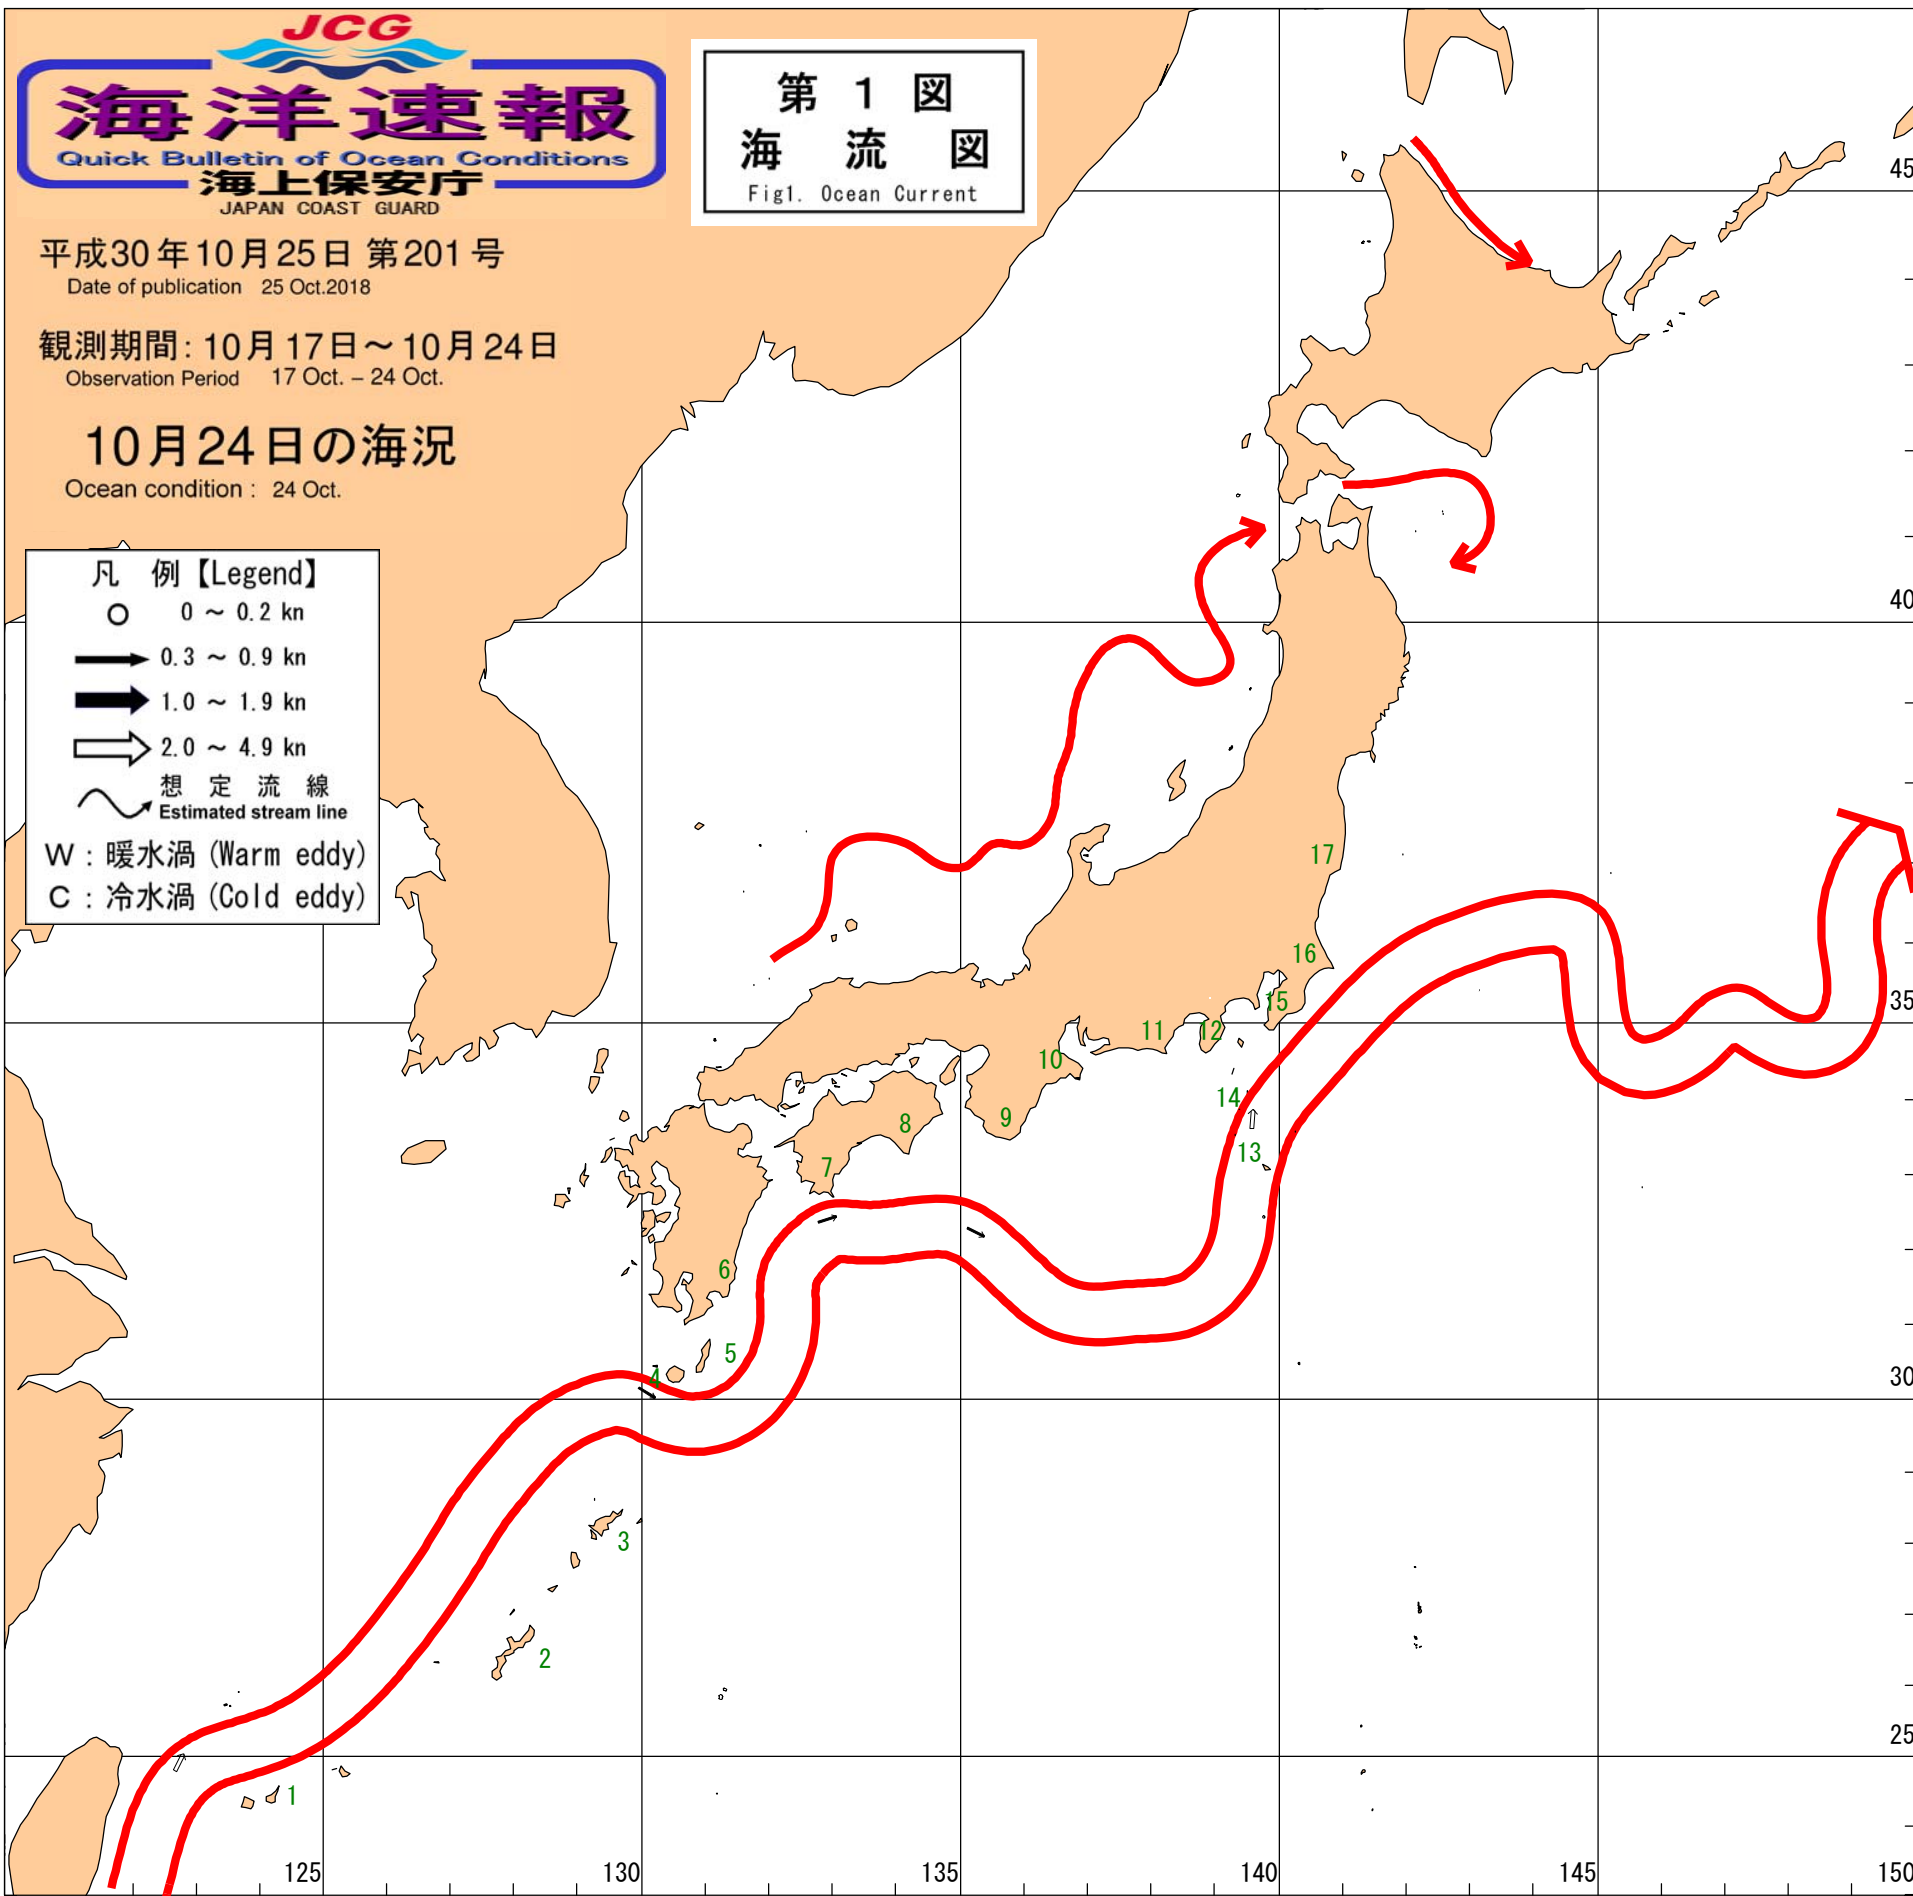 JCG
海洋速報
Quick Bulletin of Ocean Conditions
海上保安庁
JAPAN COAST GUARD
第 1 図
海 流 図
Fig1. Ocean Current
平成30年10月25日 第201号
Date of publication 25 Oct.2018
観測期間:10月17日～10月24日
Observation Period 17 Oct. – 24 Oct.
10月24日の海況
Ocean condition : 24 Oct.
凡 例【Legend】
0 ～ 0.2 kn
0.3 ～ 0.9 kn
1.0 ～ 1.9 kn
2.0 ～ 4.9 kn
想 定 流 線
Estimated stream line
W : 暖水渦 (Warm eddy)
C : 冷水渦 (Cold eddy)
45
40
17
16
35
15
11
12
10
14
9
8
13
7
6
5
4
30
3
2
25
1
125
130
135
140
145
150